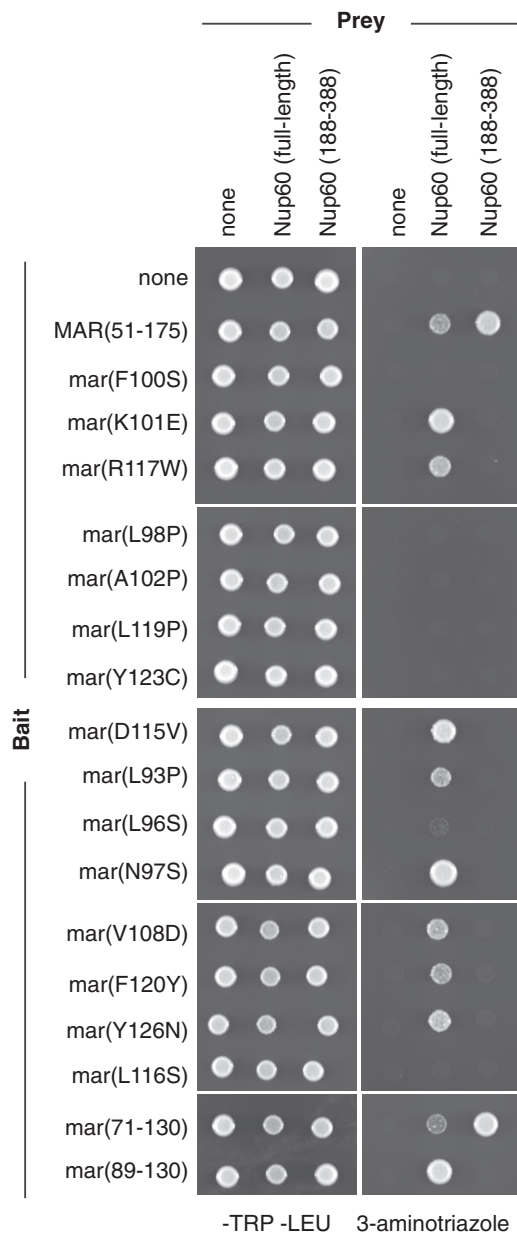 Prey
none
Nup60 (full-length)
Nup60 (188-388)
none
Nup60 (full-length)
Nup60 (188-388)
Bait
none
MAR(51-175)
mar(F100S)
mar(K101E)
mar(R117W)
mar(L98P)
mar(A102P)
mar(L119P)
mar(Y123C)
mar(D115V)
mar(L93P)
mar(L96S)
mar(N97S)
mar(V108D)
mar(F120Y)
mar(Y126N)
mar(L116S)
mar(71-130)
mar(89-130)
-TRP -LEU 3-aminotriazole